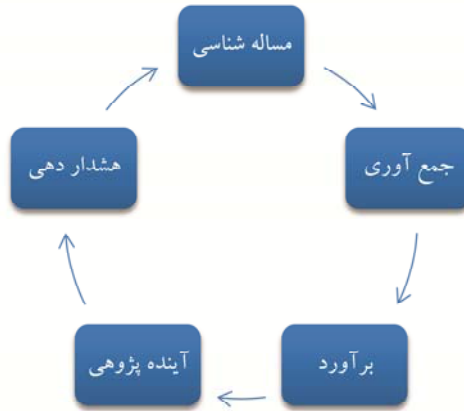 مساله شناسی
جمع آوری
برآورد
آینده پژوهی
هشدار دهی